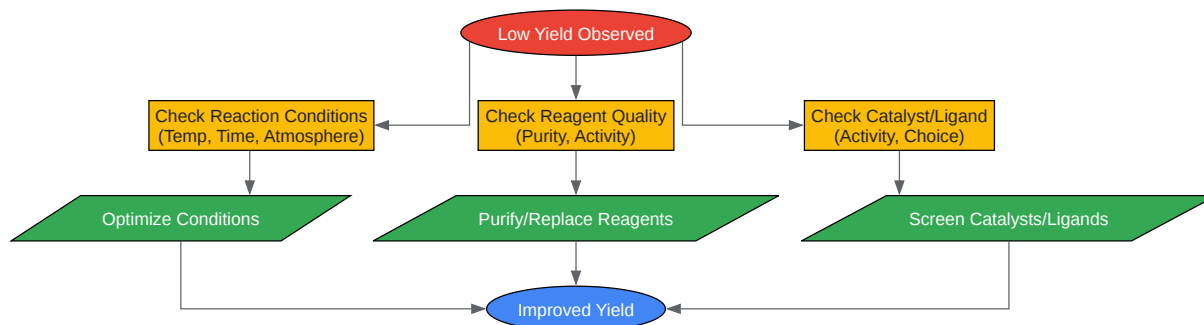 Low Yield Observed
Check Reaction Conditions
(Temp, Time, Atmosphere)
Check Reagent Quality
(Purity, Activity)
Check Catalyst/Ligand
(Activity, Choice)
Optimize Conditions
Purify/Replace Reagents
Screen Catalysts/Ligands
Improved Yield